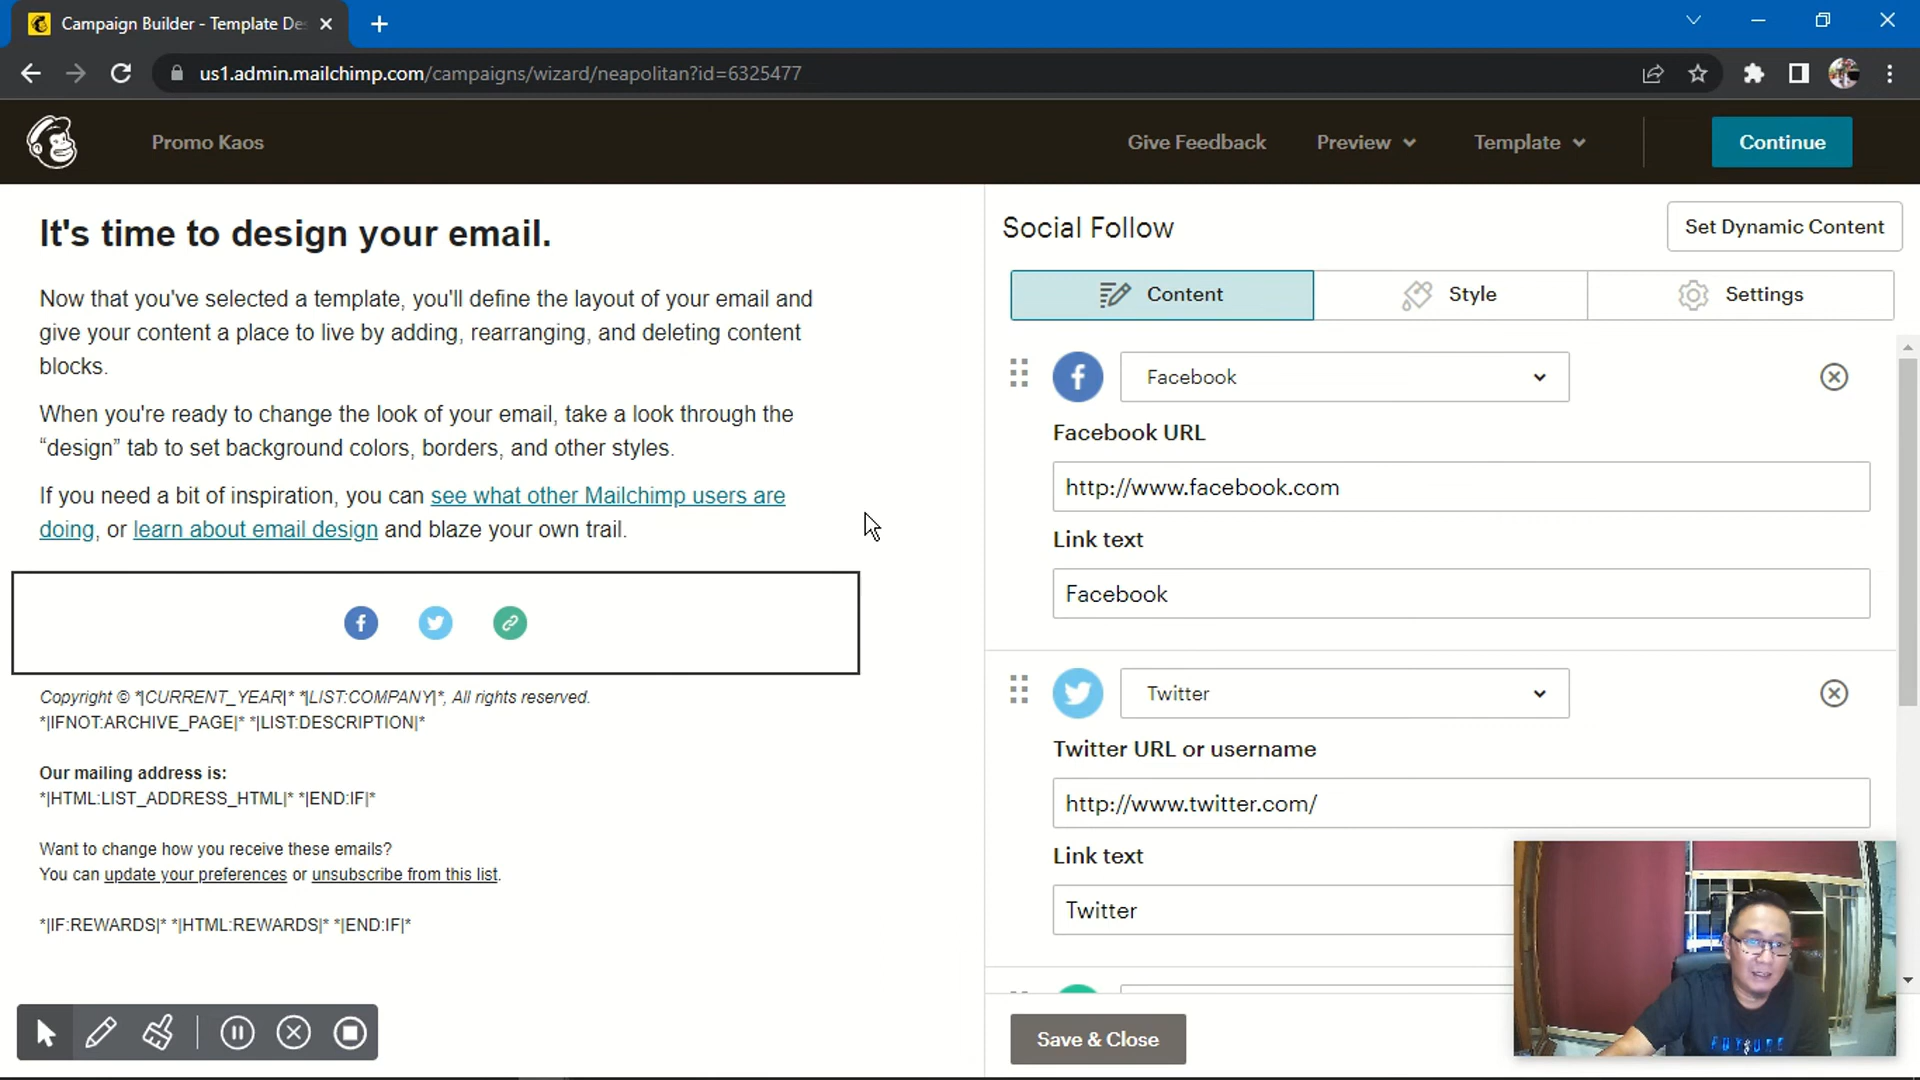 Campaign Builder - Template De
us1.admin.mailchimp.com/campaigns/wizard/neapolitan?id=6325477
Promo Kaos
Give Feedback
Preview
Template
Continue
It's time to design your email.
Now that you've selected a template, you'll define the layout of your email and
give your content a place to live by adding, rearranging, and deleting content
blocks.
When you're ready to change the look of your email, take a look through the
“design” tab to set background colors, borders, and other styles.
If you need a bit of inspiration, you can see what other Mailchimp users are
doing, or learn about email design and blaze your own trail.
Copyright © *|CURRENT_YEAR|* *|LIST:COMPANY|*, All rights reserved.
*|IFNOT:ARCHIVE_PAGE|* *|LIST:DESCRIPTION|*
Our mailing address is:
*|HTML:LIST_ADDRESS_HTML|* *|END:IF|*
Want to change how you receive these emails?
You can update your preferences or unsubscribe from this list.
*|IF:REWARDS|* *|HTML:REWARDS|* *|END:IF|*
Social Follow
Set Dynamic Content
Content
Style
Settings
Facebook
Facebook URL
http://www.facebook.com
Link text
Facebook
Twitter
Twitter URL or username
http://www.twitter.com/
Link text
Twitter
Save & Close